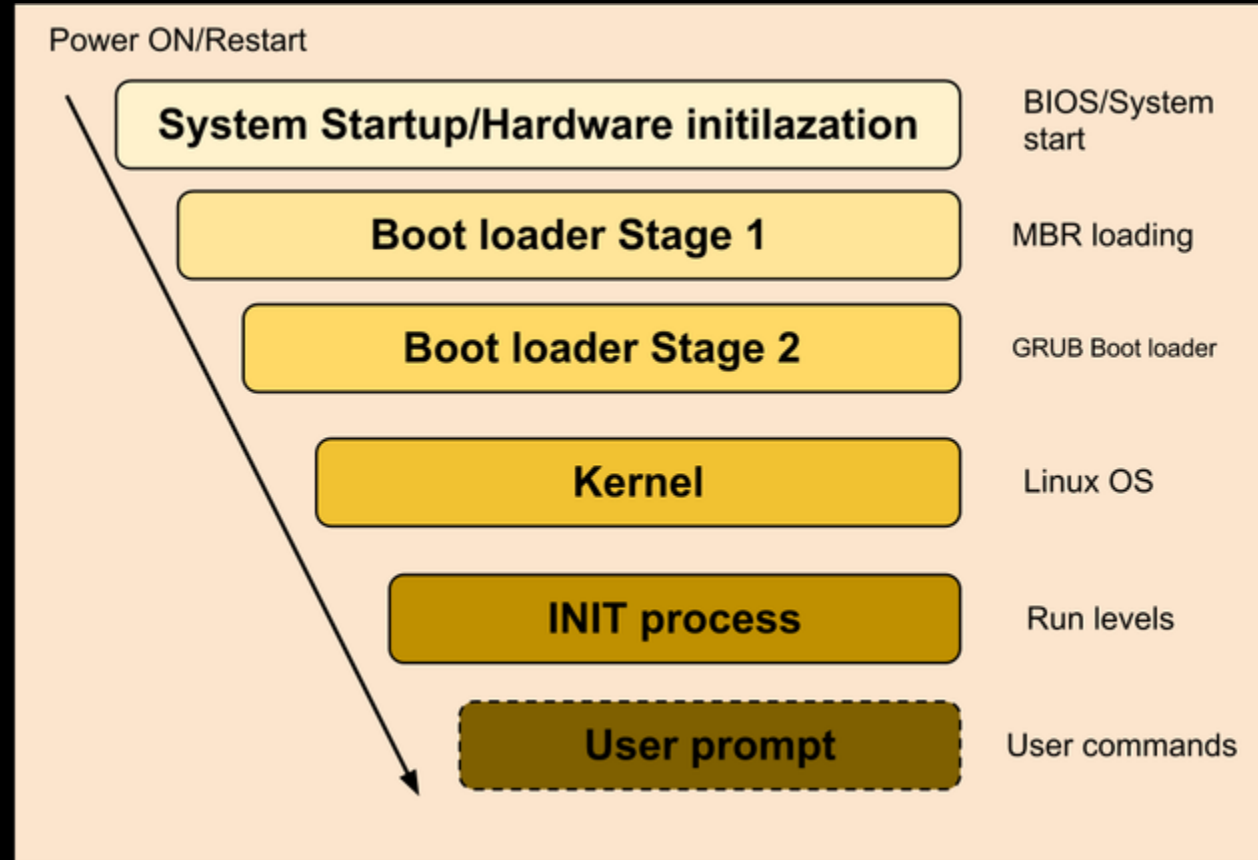 Power ON/Restart
System Startup/Hardware initilazation
BIOS/System
start
Boot loader Stage 1
MBR loading
Boot loader Stage 2
GRUB Boot loader
Kernel
Linux OS
INIT process
Run levels
User prompt
User commands